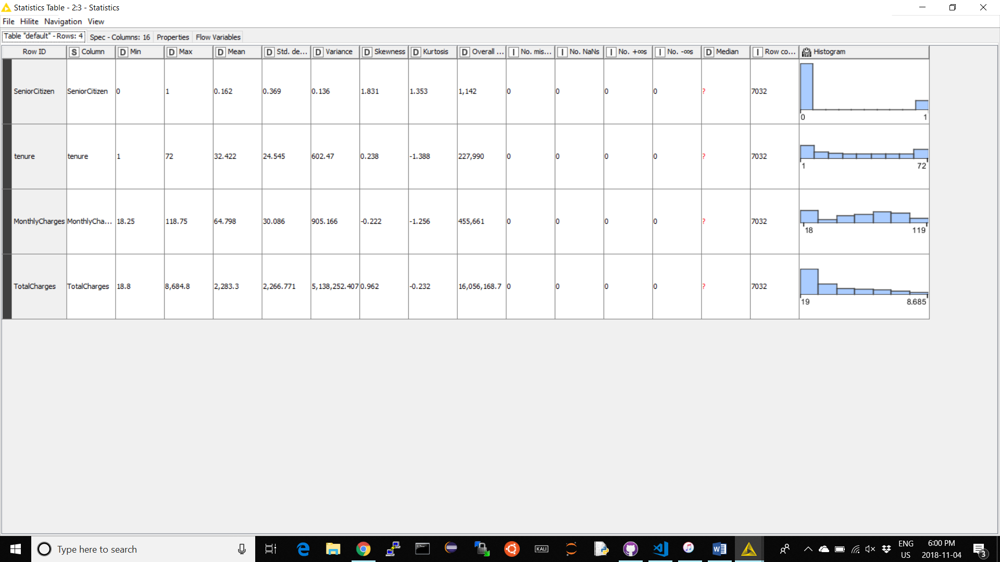 Statistics Table - 2:3 - Statistics
File Hilite Navigation View
Table "default" - Rows: 4 Spec - Columns: 16 Properties Flow Variables
Row ID S Column D Min D Max D Mean D Std. de... D Variance D Skewness D Kurtosis D Overall ... I No. mis... I No. NaNs I No. +∞s I No. -∞s D Median I Row co... Histogram
SeniorCitizen SeniorCitizen 0 1 0.162 0.369 0.136 1.831 1.353 1,142 0 0 0 0 ? 7032
0 1
tenure tenure 1 72 32.422 24.545 602.47 0.238 -1.388 227,990 0 0 0 0 ? 7032
1 72
MonthlyCharges MonthlyCha... 18.25 118.75 64.798 30.086 905.166 -0.222 -1.256 455,661 0 0 0 0 ? 7032
18 119
TotalCharges TotalCharges 18.8 8,684.8 2,283.3 2,266.771 5,138,252.407 0.962 -0.232 16,056,168.7 0 0 0 0 ? 7032
19 8.685
Type here to search
KALI
ENG
US
6:00 PM
2018-11-04
3